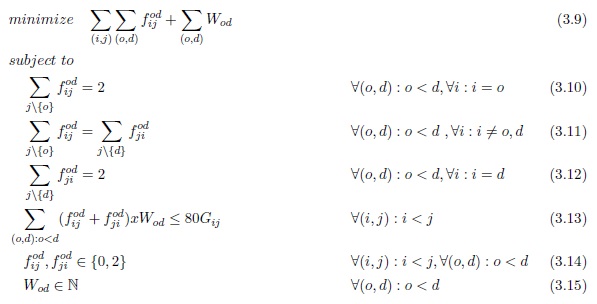 minimize ∑_{(i,j)} ∑_{(o,d)} f_{ij}^{od} + ∑_{(o,d)} W_{od} (3.9)
subject to
∑_{j\{o}} f_{ij}^{od} = 2 ∀(o, d) : o < d, ∀i : i = o (3.10)
∑_{j\{o}} f_{ij}^{od} = ∑_{j\{d}} f_{ji}^{od} ∀(o, d) : o < d , ∀i : i ≠ o, d (3.11)
∑_{j\{d}} f_{ji}^{od} = 2 ∀(o, d) : o < d, ∀i : i = d (3.12)
∑_{(o,d):o<d} (f_{ij}^{od} + f_{ji}^{od})xW_{od} ≤ 80G_{ij} ∀(i, j) : i < j (3.13)
f_{ij}^{od}, f_{ji}^{od} ∈ {0, 2} ∀(i, j) : i < j, ∀(o, d) : o < d (3.14)
W_{od} ∈ ℕ ∀(o, d) : o < d (3.15)